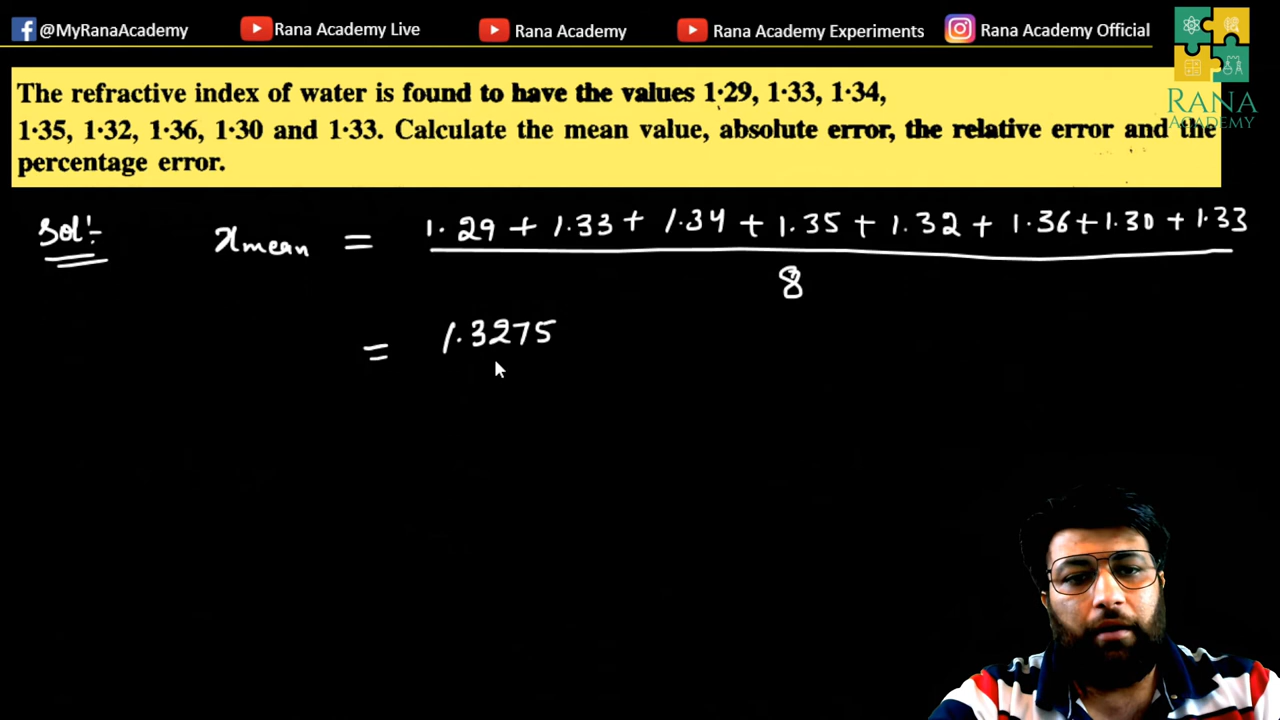 @MyRanaAcademy Rana Academy Live Rana Academy Rana Academy Experiments Rana Academy Official
RANA
ACADEMY
The refractive index of water is found to have the values 1·29, 1·33, 1·34,
1·35, 1·32, 1·36, 1·30 and 1·33. Calculate the mean value, absolute error, the relative error and the
percentage error.
Sol:- xmean = 1.29 + 1.33 + 1.34 + 1.35 + 1.32 + 1.36 + 1.30 + 1.33
8
= 1.3275